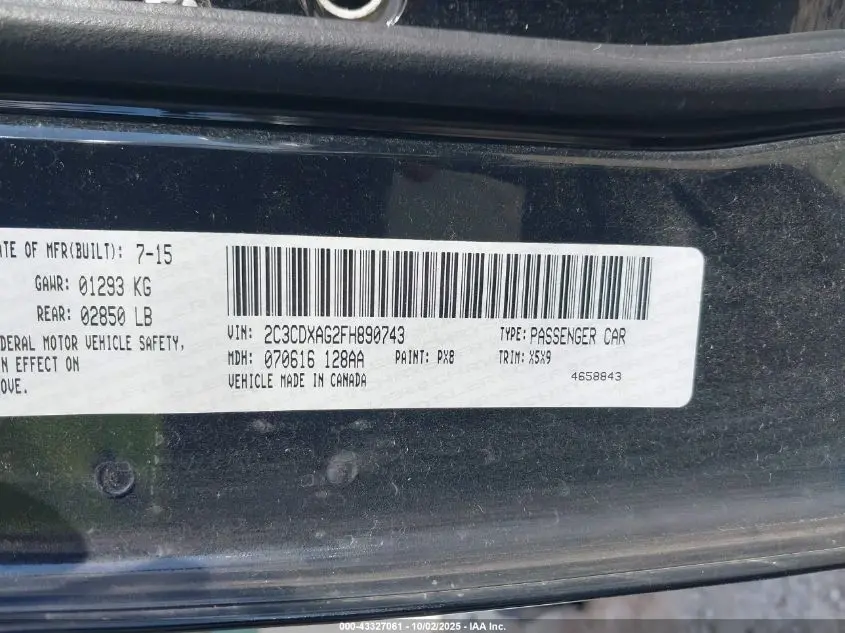 ATE OF MFR(BUILT): 7-15
GAWR: 01293 KG
REAR: 02850 LB
DERAL MOTOR VEHICLE SAFETY,
N EFFECT ON
OVE.
VIN: 2C3CDXAG2FH890743 TYPE: PASSENGER CAR
MDH: 070616 128AA PAINT: PX8 TRIM: X5X9
VEHICLE MADE IN CANADA 4658843
000-43327061 - 10/02/2025 - IAA Inc.